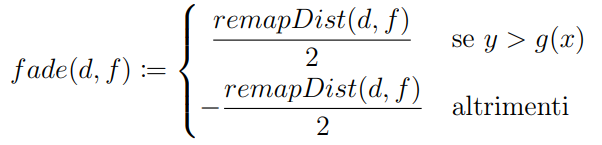 fade(d, f) := { remapDist(d, f) / 2 se y > g(x)
− remapDist(d, f) / 2 altrimenti